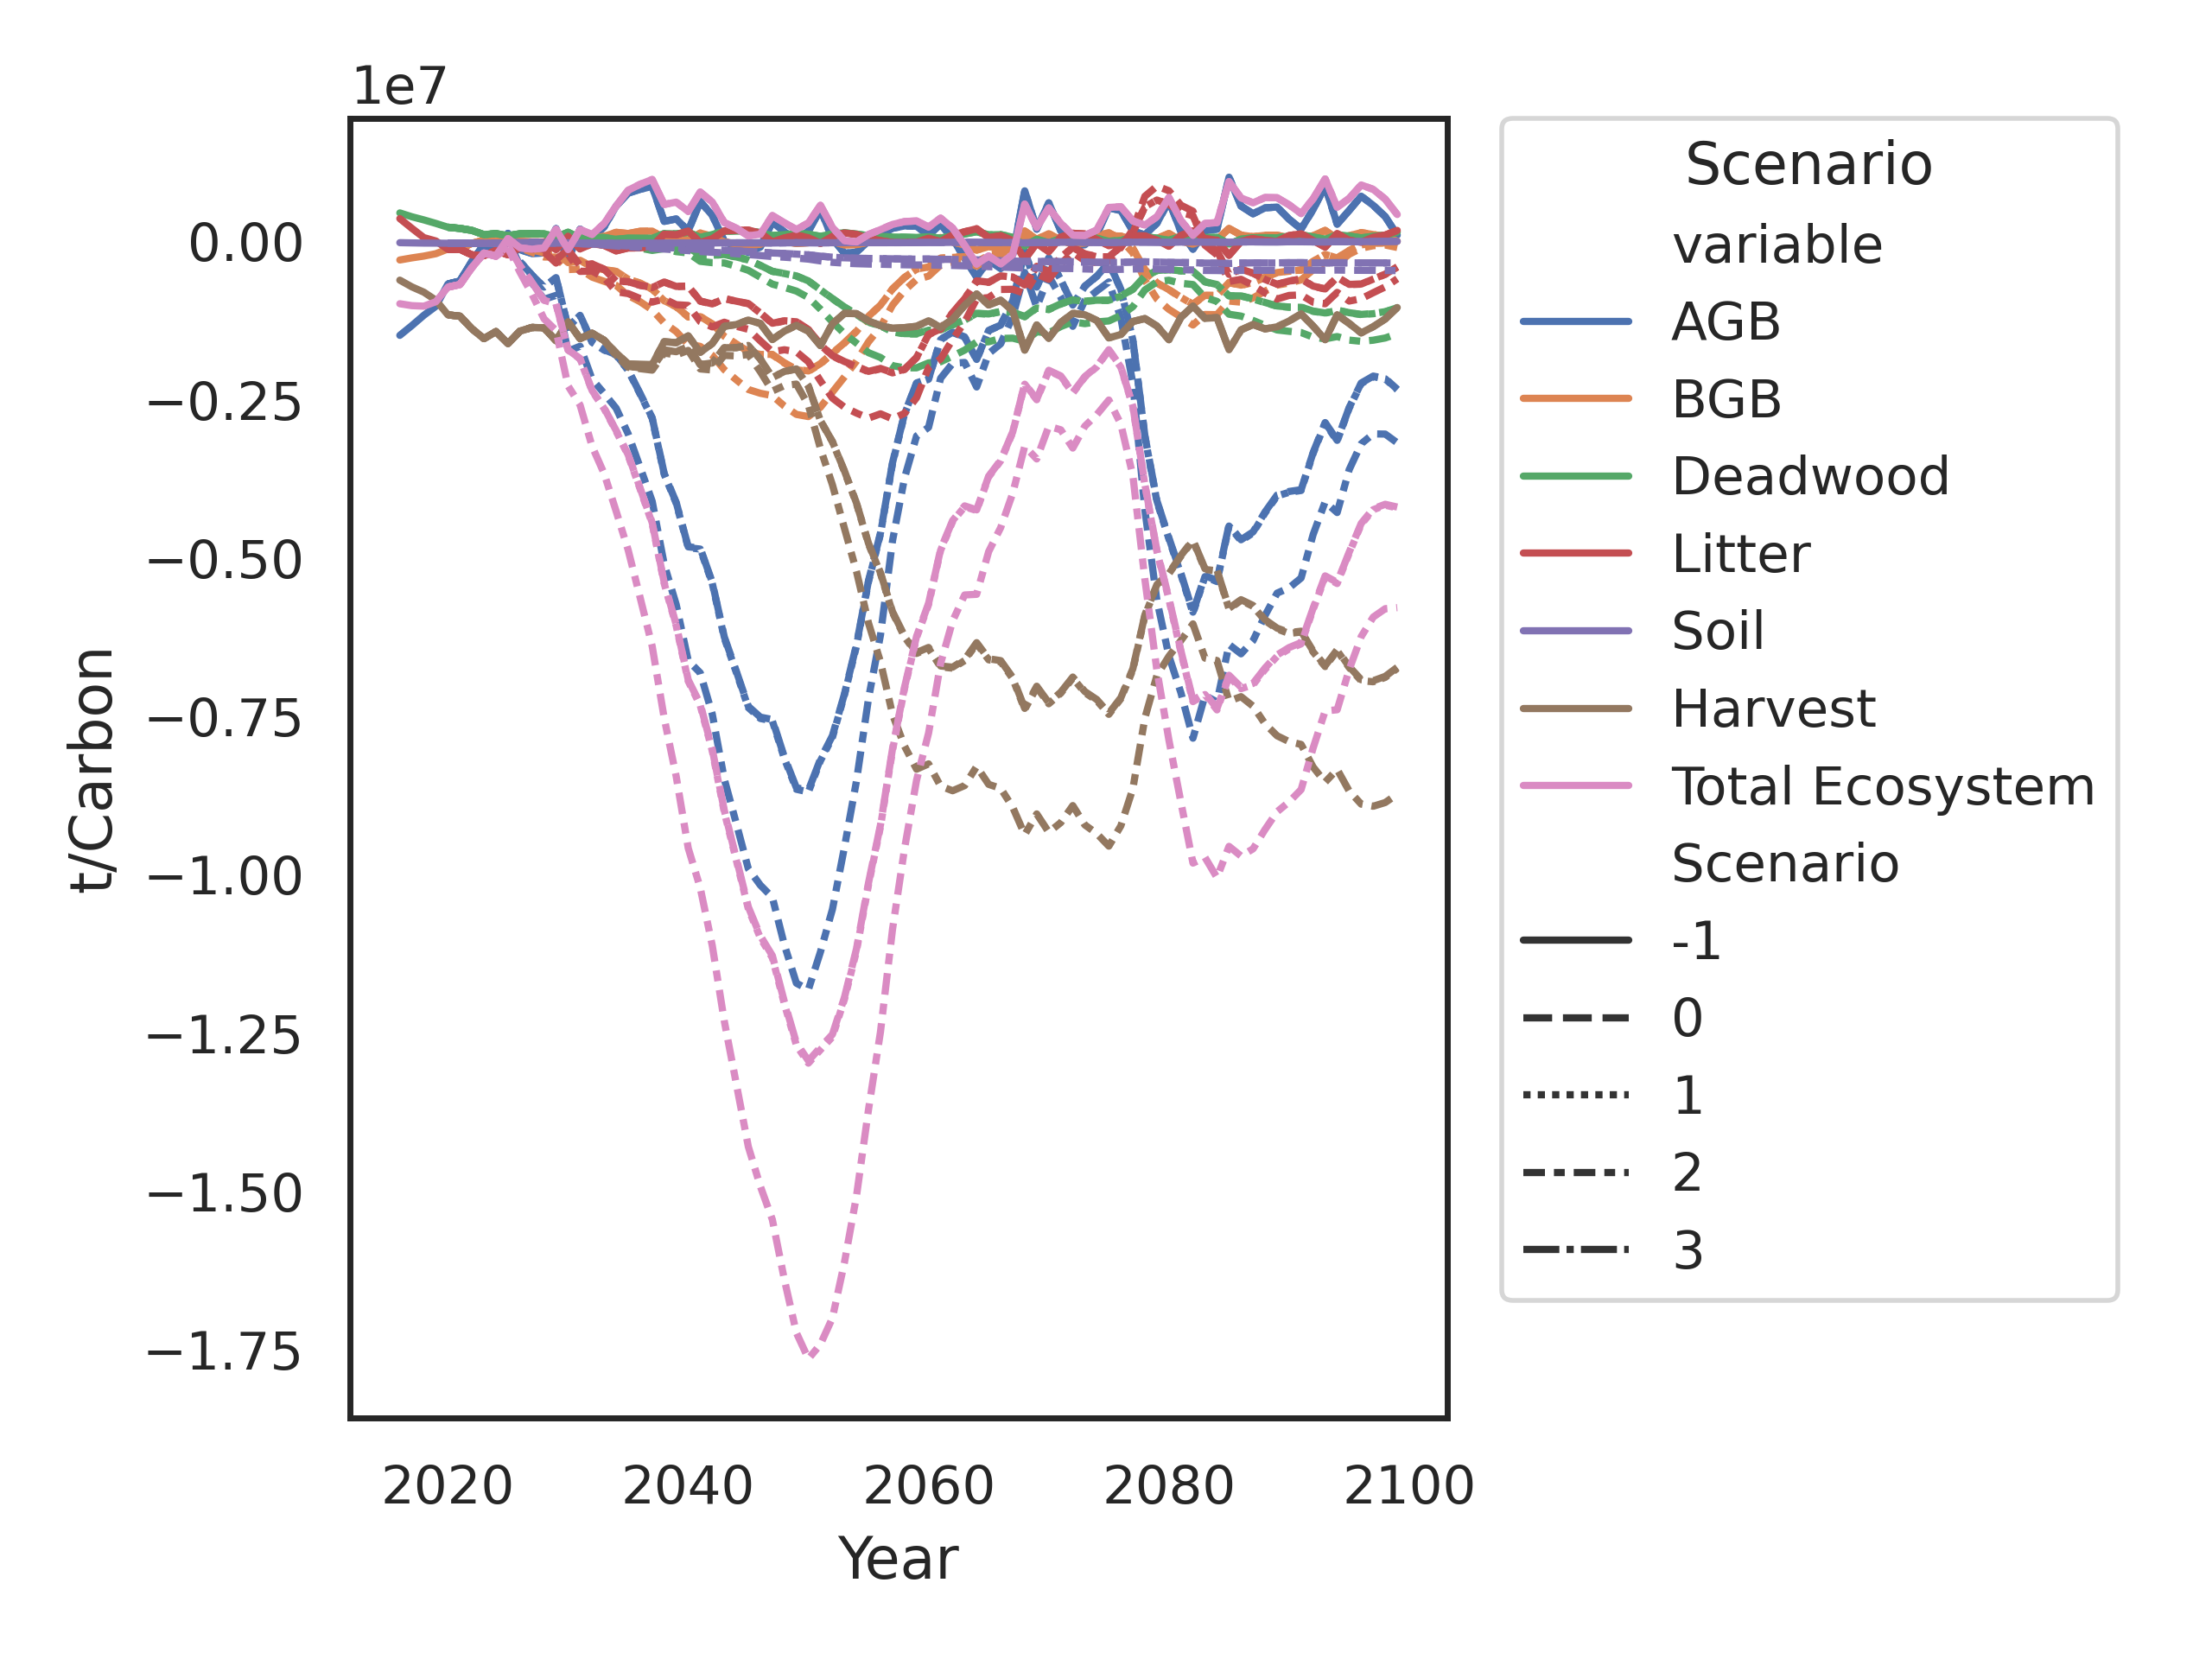 1e7
0.00
−0.25
−0.50
−0.75
−1.00
−1.25
−1.50
−1.75
t/Carbon
2020 2040 2060 2080 2100
Year
Scenario
variable
AGB
BGB
Deadwood
Litter
Soil
Harvest
Total Ecosystem
Scenario
-1
0
1
2
3